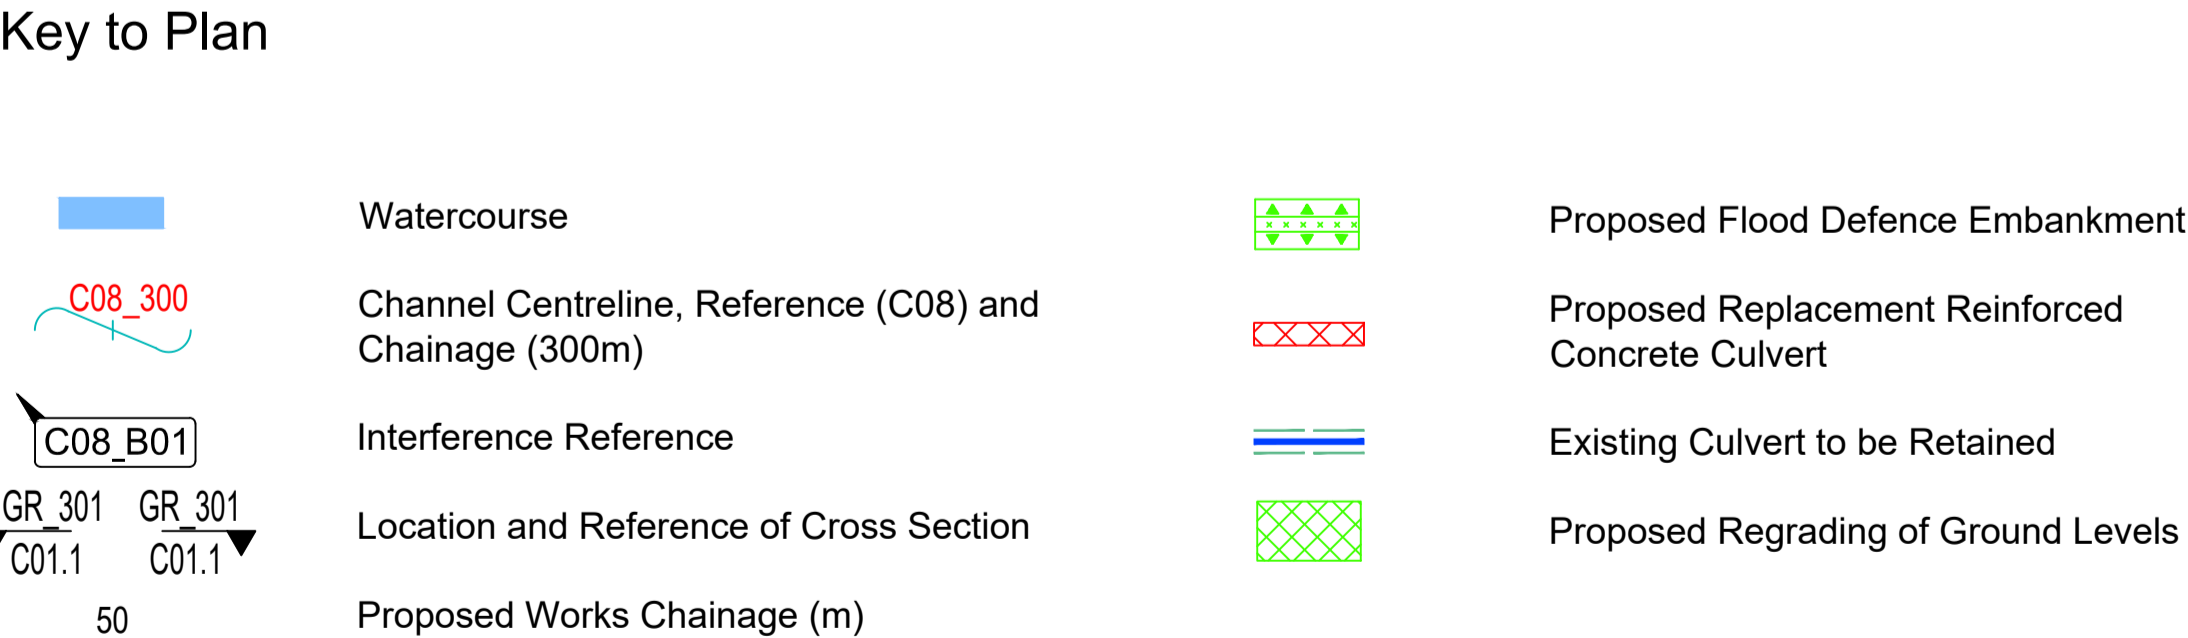 Key to Plan
Watercourse
C08_300
Channel Centreline, Reference (C08) and
Chainage (300m)
C08_B01
Interference Reference
GR_301 GR_301
C01.1 C01.1
Location and Reference of Cross Section
50
Proposed Works Chainage (m)
Proposed Flood Defence Embankment
Proposed Replacement Reinforced
Concrete Culvert
Existing Culvert to be Retained
Proposed Regrading of Ground Levels